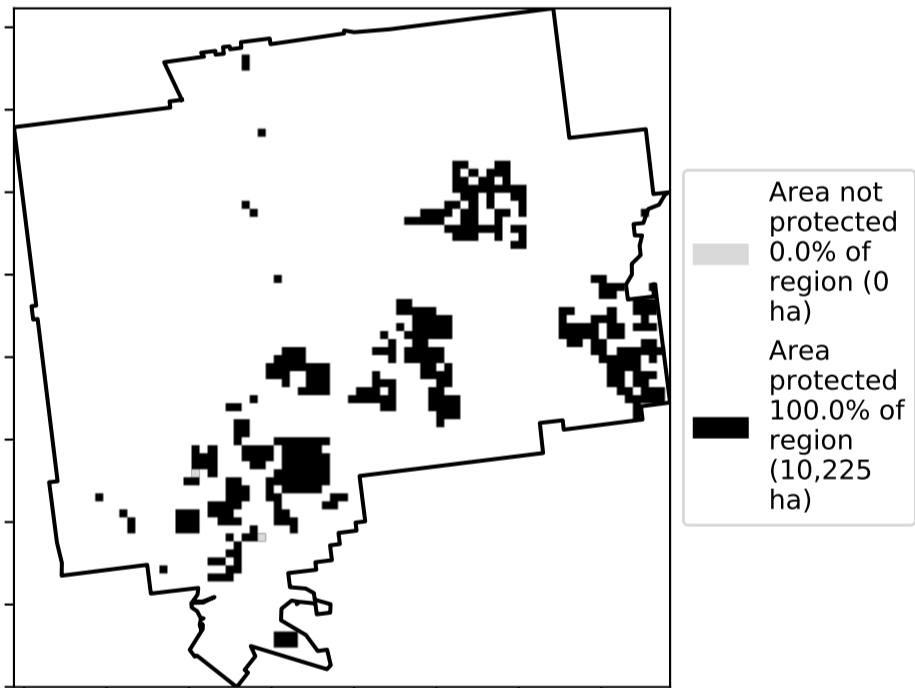 Area not
protected
0.0% of
region (0
ha)
Area
protected
100.0% of
region
(10,225
ha)